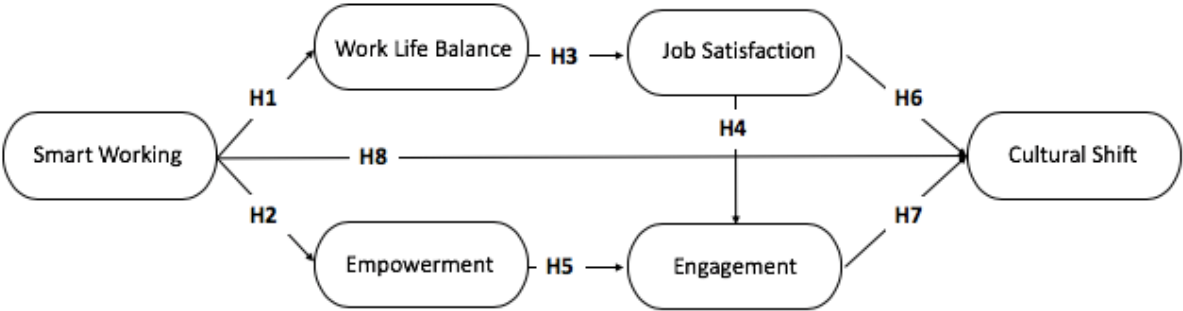 Work Life Balance
H3
Job Satisfaction
H1
H6
H4
Smart Working
H8
Cultural Shift
H2
H7
Empowerment
H5
Engagement